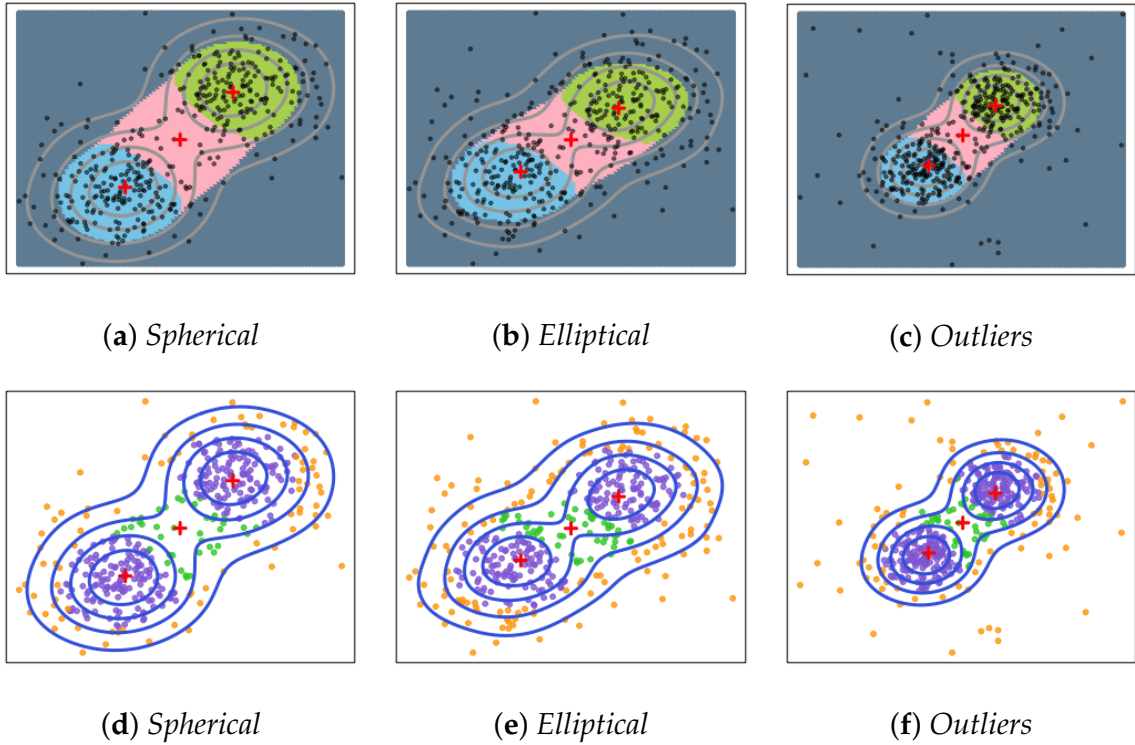 (a) Spherical
(b) Elliptical
(c) Outliers
(d) Spherical
(e) Elliptical
(f) Outliers